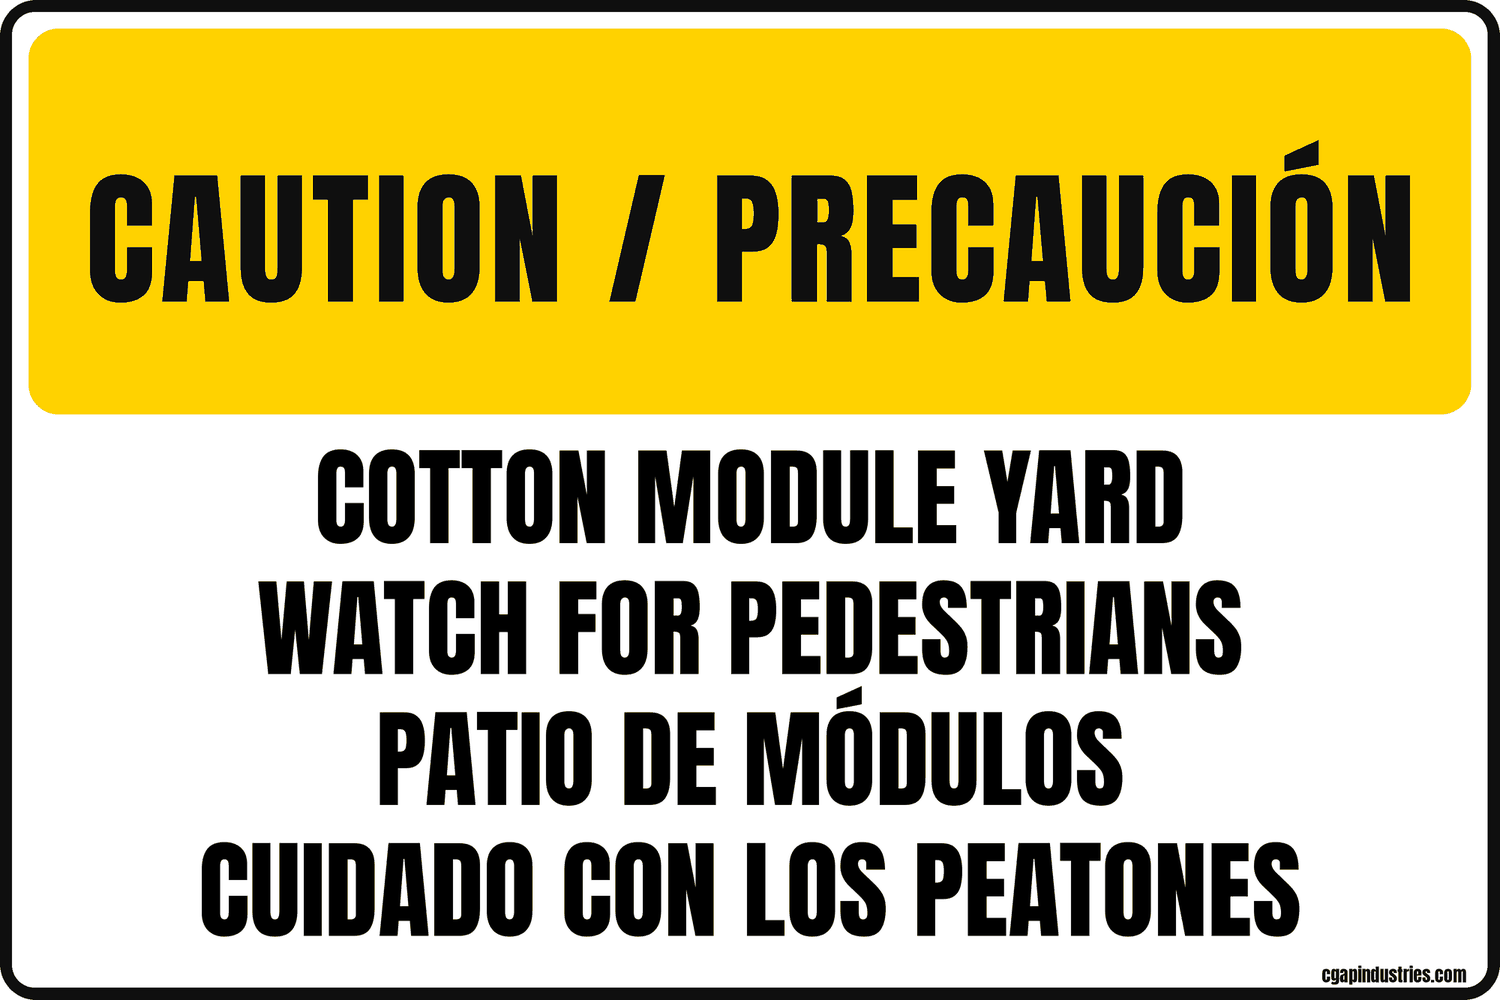 CAUTION / PRECAUCIÓN
COTTON MODULE YARD
WATCH FOR PEDESTRIANS
PATIO DE MÓDULOS
CUIDADO CON LOS PEATONES
cgapindustries.com